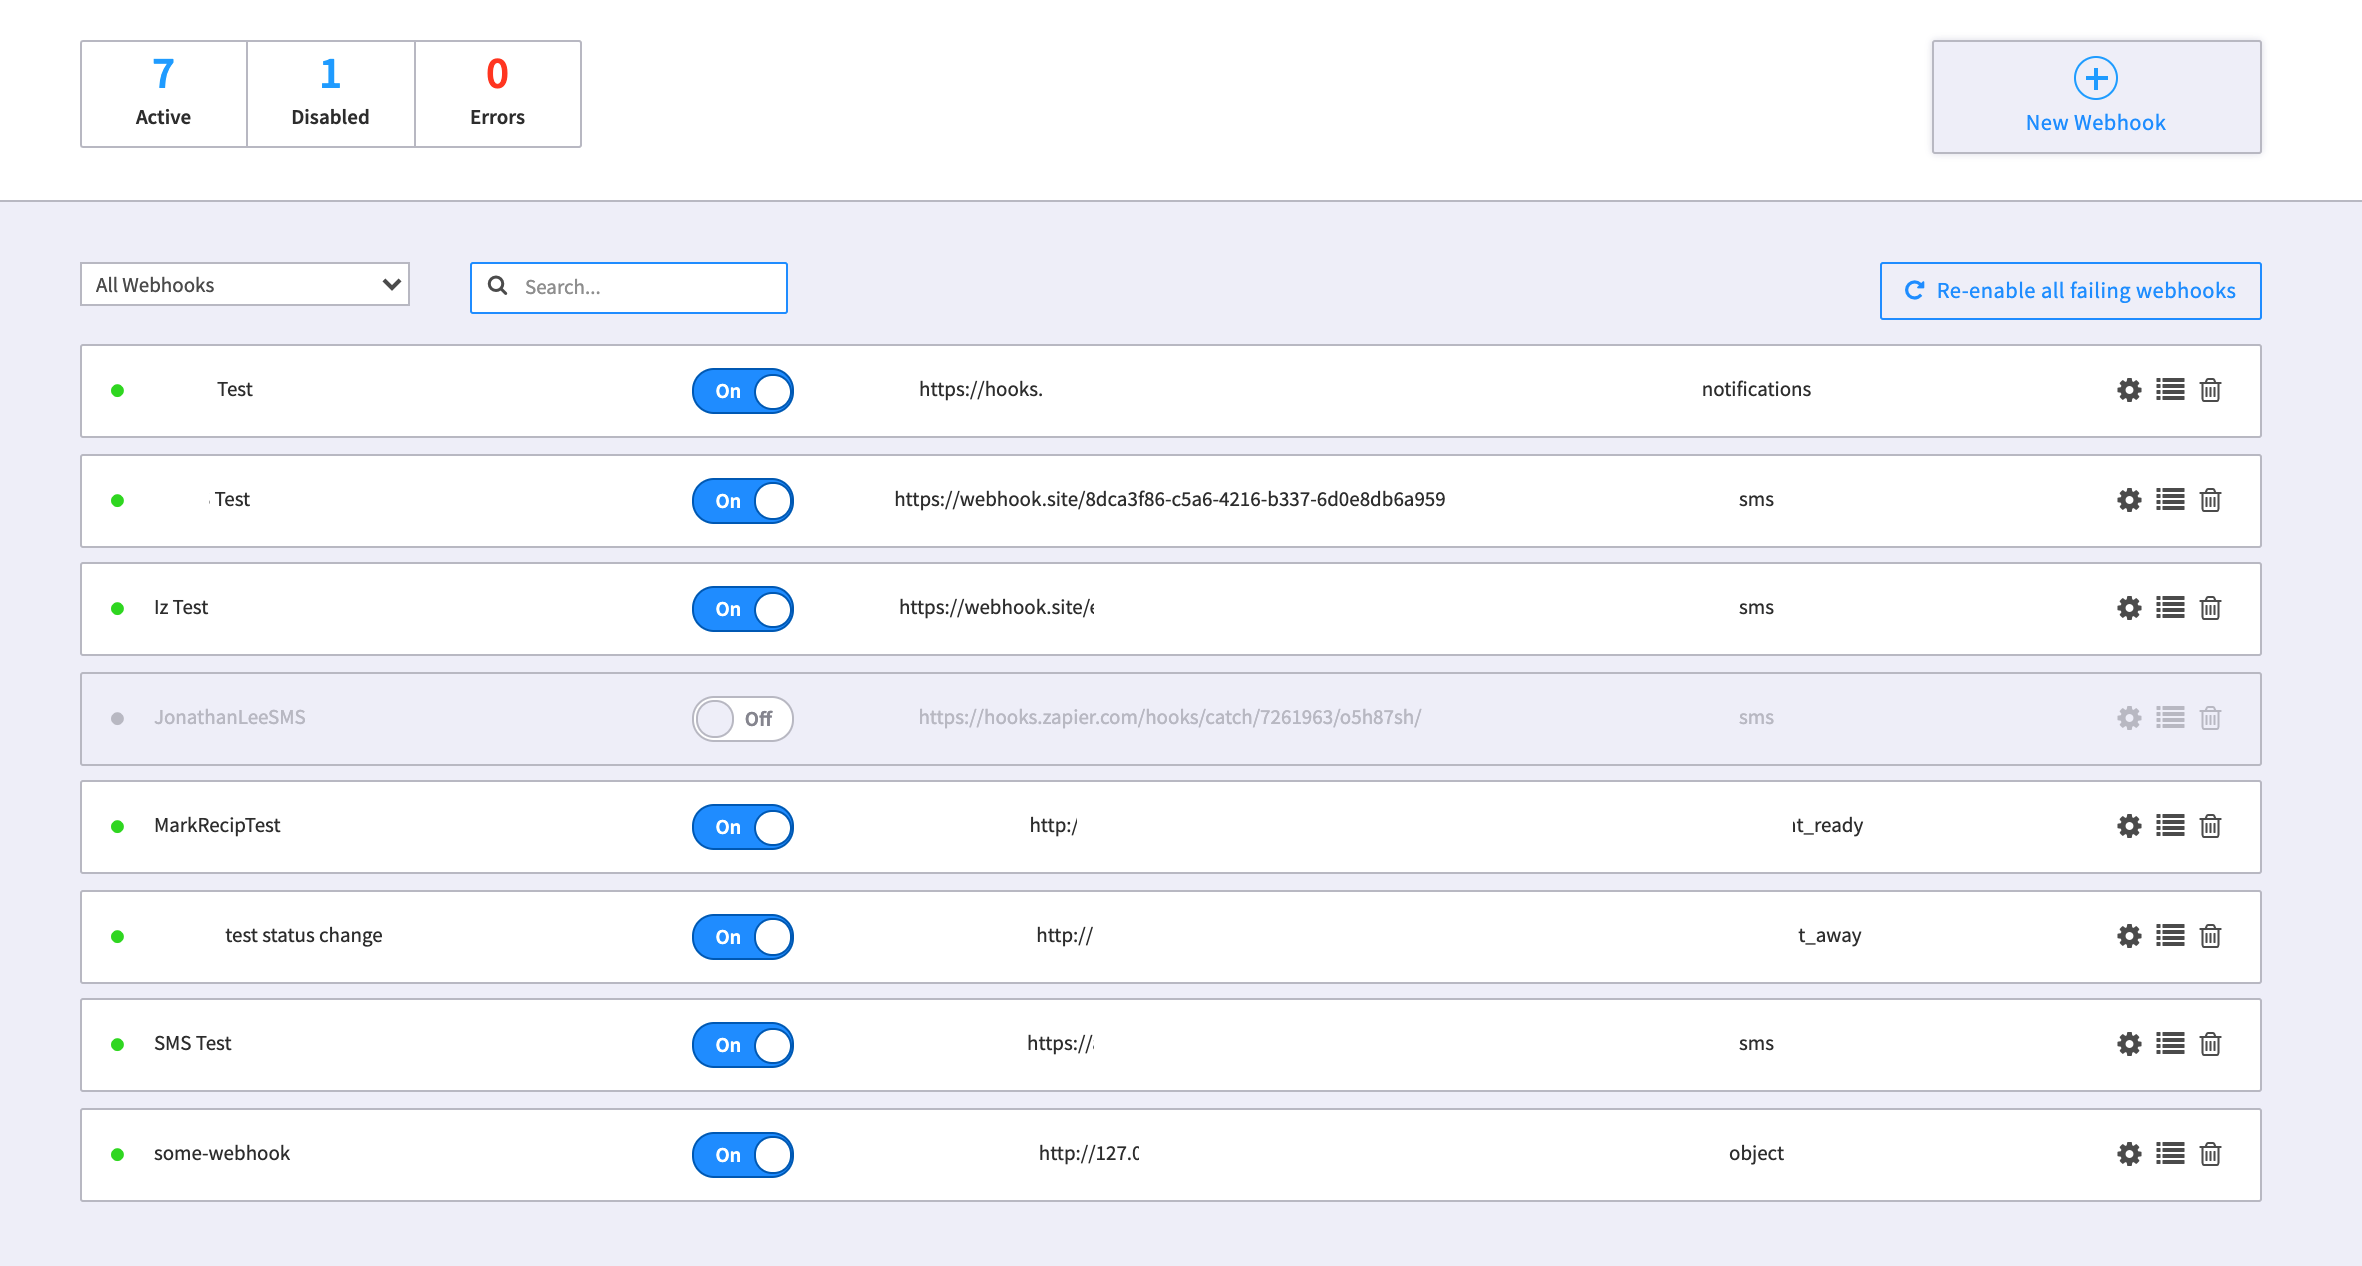 7 1 0
Active Disabled Errors
New Webhook
All Webhooks Search... Re-enable all failing webhooks
Test On https://hooks. notifications
Test On https://webhook.site/8dca3f86-c5a6-4216-b337-6d0e8db6a959 sms
Iz Test On https://webhook.site/e sms
JonathanLeeSMS Off https://hooks.zapier.com/hooks/catch/7261963/o5h87sh/ sms
MarkRecipTest On http:/ t_ready
test status change On http:// t_away
SMS Test On https:// sms
some-webhook On http://127.0 object